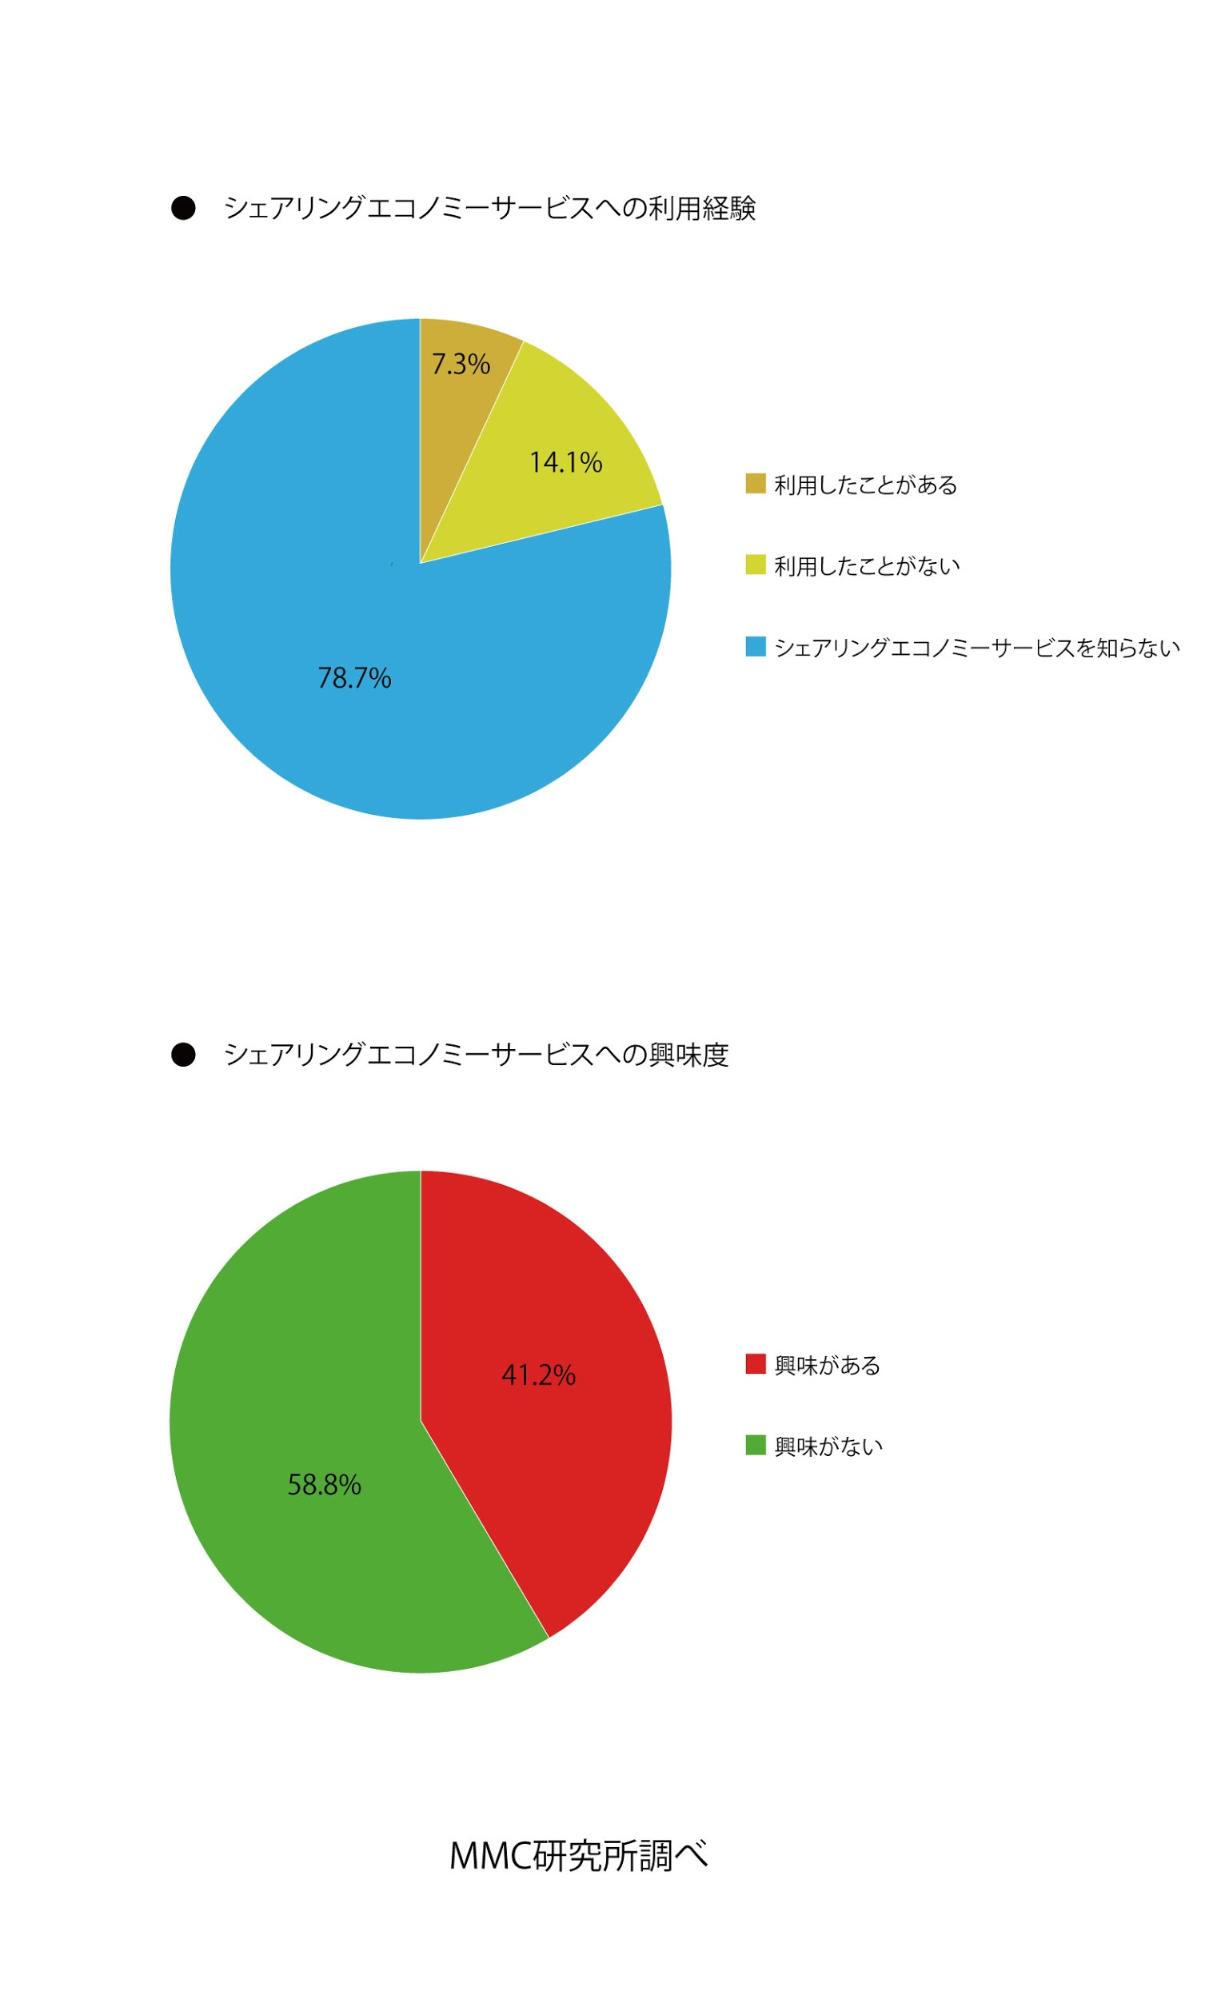 ● シェアリングエコノミーサービスへの利用経験
7.3%
14.1%
78.7%
利用したことがある
利用したことがない
シェアリングエコノミーサービスを知らない
● シェアリングエコノミーサービスへの興味度
41.2%
58.8%
興味がある
興味がない
MMC研究所調べ